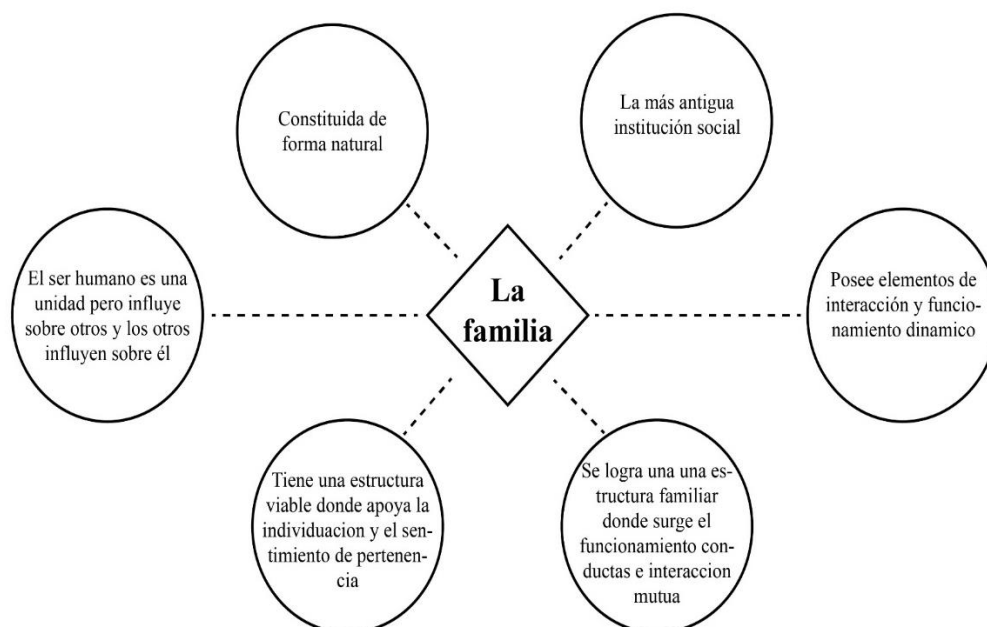 Constituida de
forma natural
La más antigua
institución social
El ser humano es una
unidad pero influye
sobre otros y los otros
influyen sobre él
La
familia
Posee elementos de
interacción y funcio-
namiento dinamico
Tiene una estructura
viable donde apoya la
individuacion y el sen-
timiento de pertenen-
cia
Se logra una una es-
tructura familiar
donde surge el
funcionamiento con-
ductas e interaccion
mutua